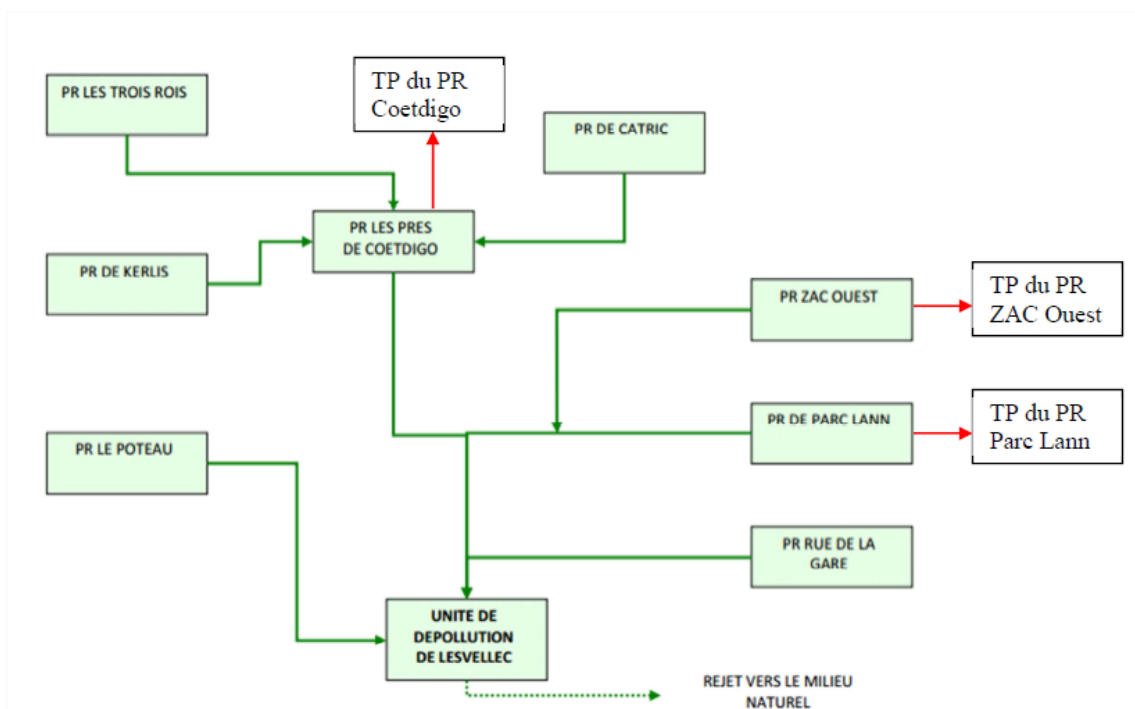 PR LES TROIS ROIS
TP du PR
Coetdigo
PR DE CATRIC
PR LES PRES
DE COETDIGO
PR DE KERLIS
PR ZAC OUEST
TP du PR
ZAC Ouest
PR DE PARC LANN
TP du PR
Parc Lann
PR LE POTEAU
PR RUE DE LA
GARE
UNITE DE
DEPOLLUTION
DE LESVELLEC
REJET VERS LE MILIEU
NATUREL